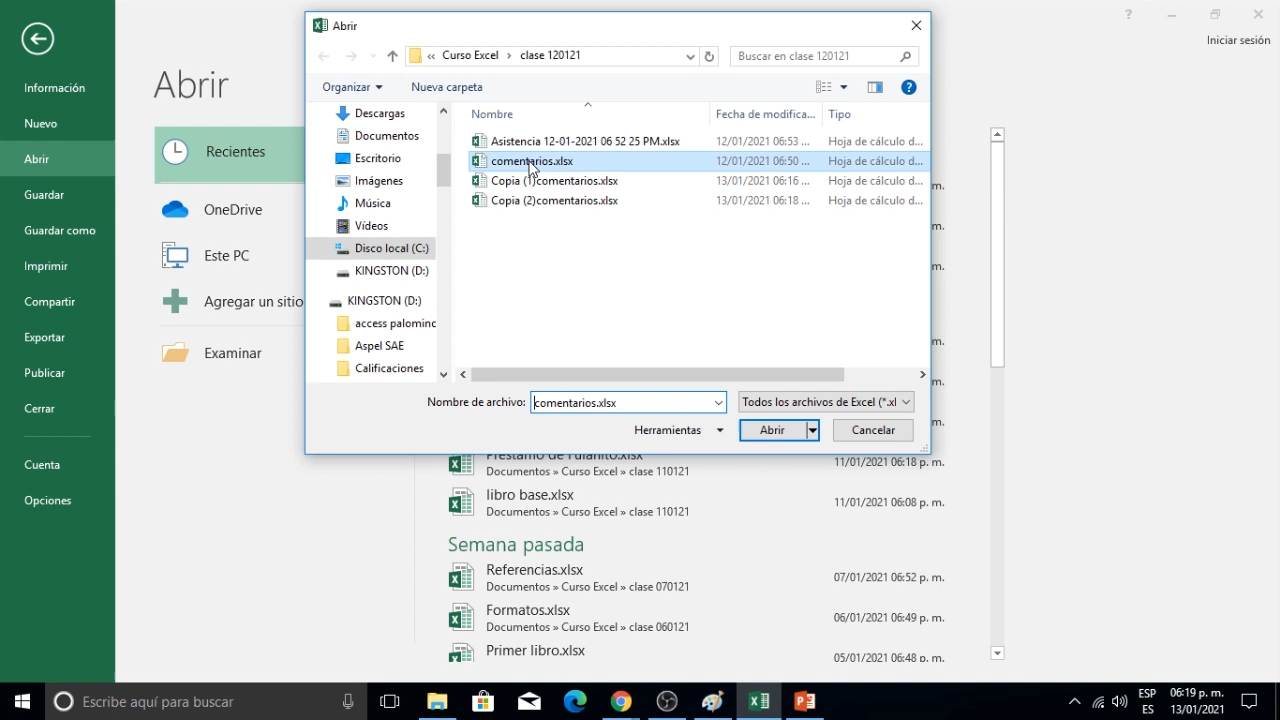 Abrir
« Curso Excel › clase 120121
Buscar en clase 120121
Organizar
Nueva carpeta
Descargas
Documentos
Escritorio
Imágenes
Música
Vídeos
Disco local (C:)
KINGSTON (D:)
KINGSTON (D:)
access palominc
Aspel SAE
Calificaciones
Nombre
Fecha de modifica...
Tipo
Asistencia 12-01-2021 06 52 25 PM.xlsx
12/01/2021 06:53 ...
Hoja de cálculo d...
comentarios.xlsx
12/01/2021 06:50 ...
Hoja de cálculo d...
Copia (1)comentarios.xlsx
13/01/2021 06:16 ...
Hoja de cálculo d...
Copia (2)comentarios.xlsx
13/01/2021 06:18 ...
Hoja de cálculo d...
Nombre de archivo:
comentarios.xlsx
Todos los archivos de Excel (*.xl
Herramientas
Abrir
Cancelar
?
Iniciar sesión
Información
Nuevo
Abrir
Guardar
Guardar como
Imprimir
Compartir
Exportar
Publicar
Cerrar
Cuenta
Opciones
Abrir
Recientes
OneDrive
Este PC
Agregar un sitio
Examinar
m.
m.
m.
m.
m.
m.
Préstamo de Fulanito.xlsx
11/01/2021 06:18 p. m.
Documentos » Curso Excel » clase 110121
libro base.xlsx
11/01/2021 06:08 p. m.
Documentos » Curso Excel » clase 110121
Semana pasada
Referencias.xlsx
07/01/2021 06:52 p. m.
Documentos » Curso Excel » clase 070121
Formatos.xlsx
06/01/2021 06:49 p. m.
Documentos » Curso Excel » clase 060121
Primer libro.xlsx
05/01/2021 06:48 p. m.
Escribe aquí para buscar
ESP
ES
06:19 p. m.
13/01/2021